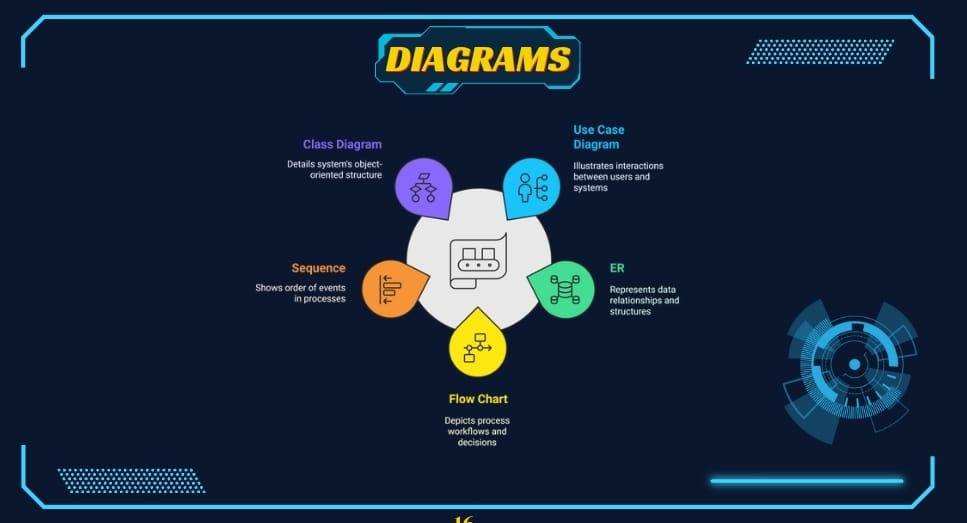 DIAGRAMS
Class Diagram
Details system's object-
oriented structure
Use Case
Diagram
Illustrates interactions
between users and
systems
Sequence
Shows order of events
in processes
ER
Represents data
relationships and
structures
Flow Chart
Depicts process
workflows and
decisions
16